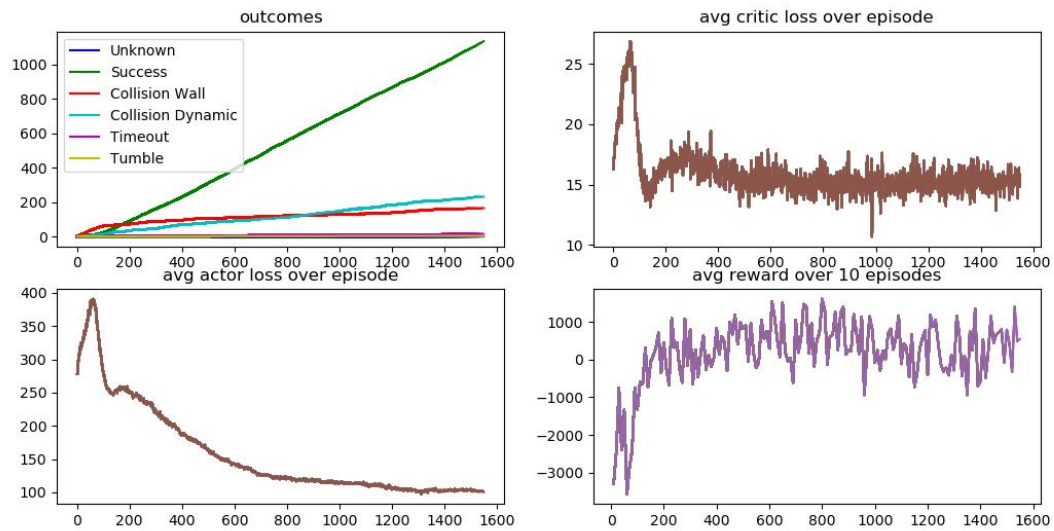 outcomes
1000
800
600
400
200
0
Unknown
Success
Collision Wall
Collision Dynamic
Timeout
Tumble
0 200 400 600 800 1000 1200 1400 1600
avg critic loss over episode
25
20
15
10
0 200 400 600 800 1000 1200 1400 1600
avg actor loss over episode
400
350
300
250
200
150
100
0 200 400 600 800 1000 1200 1400 1600
avg reward over 10 episodes
1000
0
−1000
−2000
−3000
0 200 400 600 800 1000 1200 1400 1600